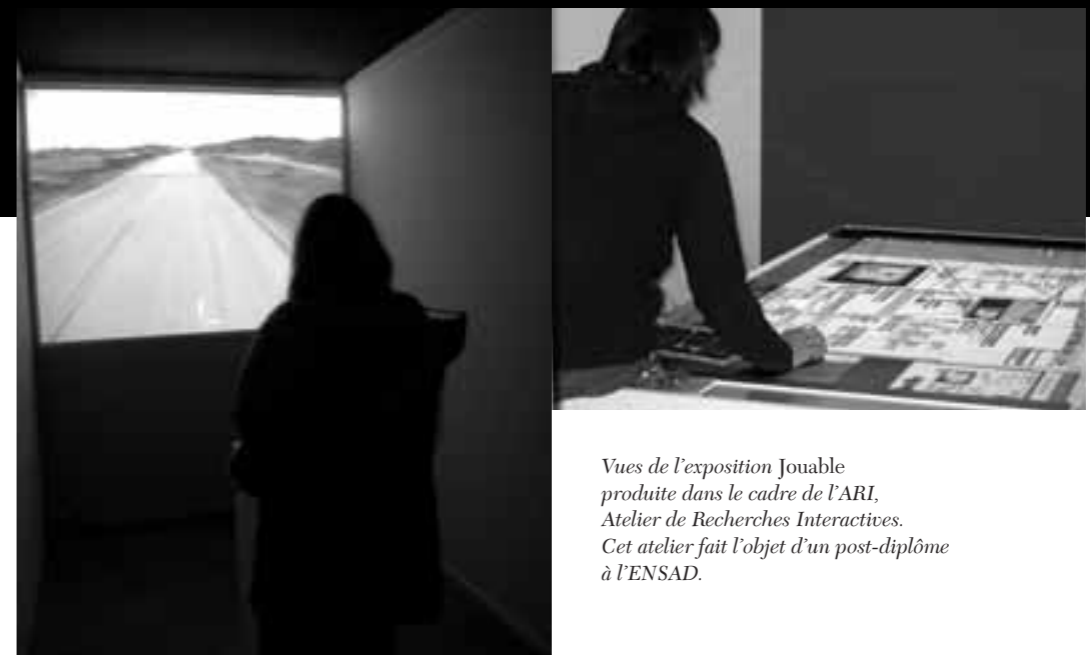 Vues de l’exposition Jouable
produite dans le cadre de l’ARI,
Atelier de Recherches Interactives.
Cet atelier fait l’objet d’un post-diplôme
à l’ENSAD.